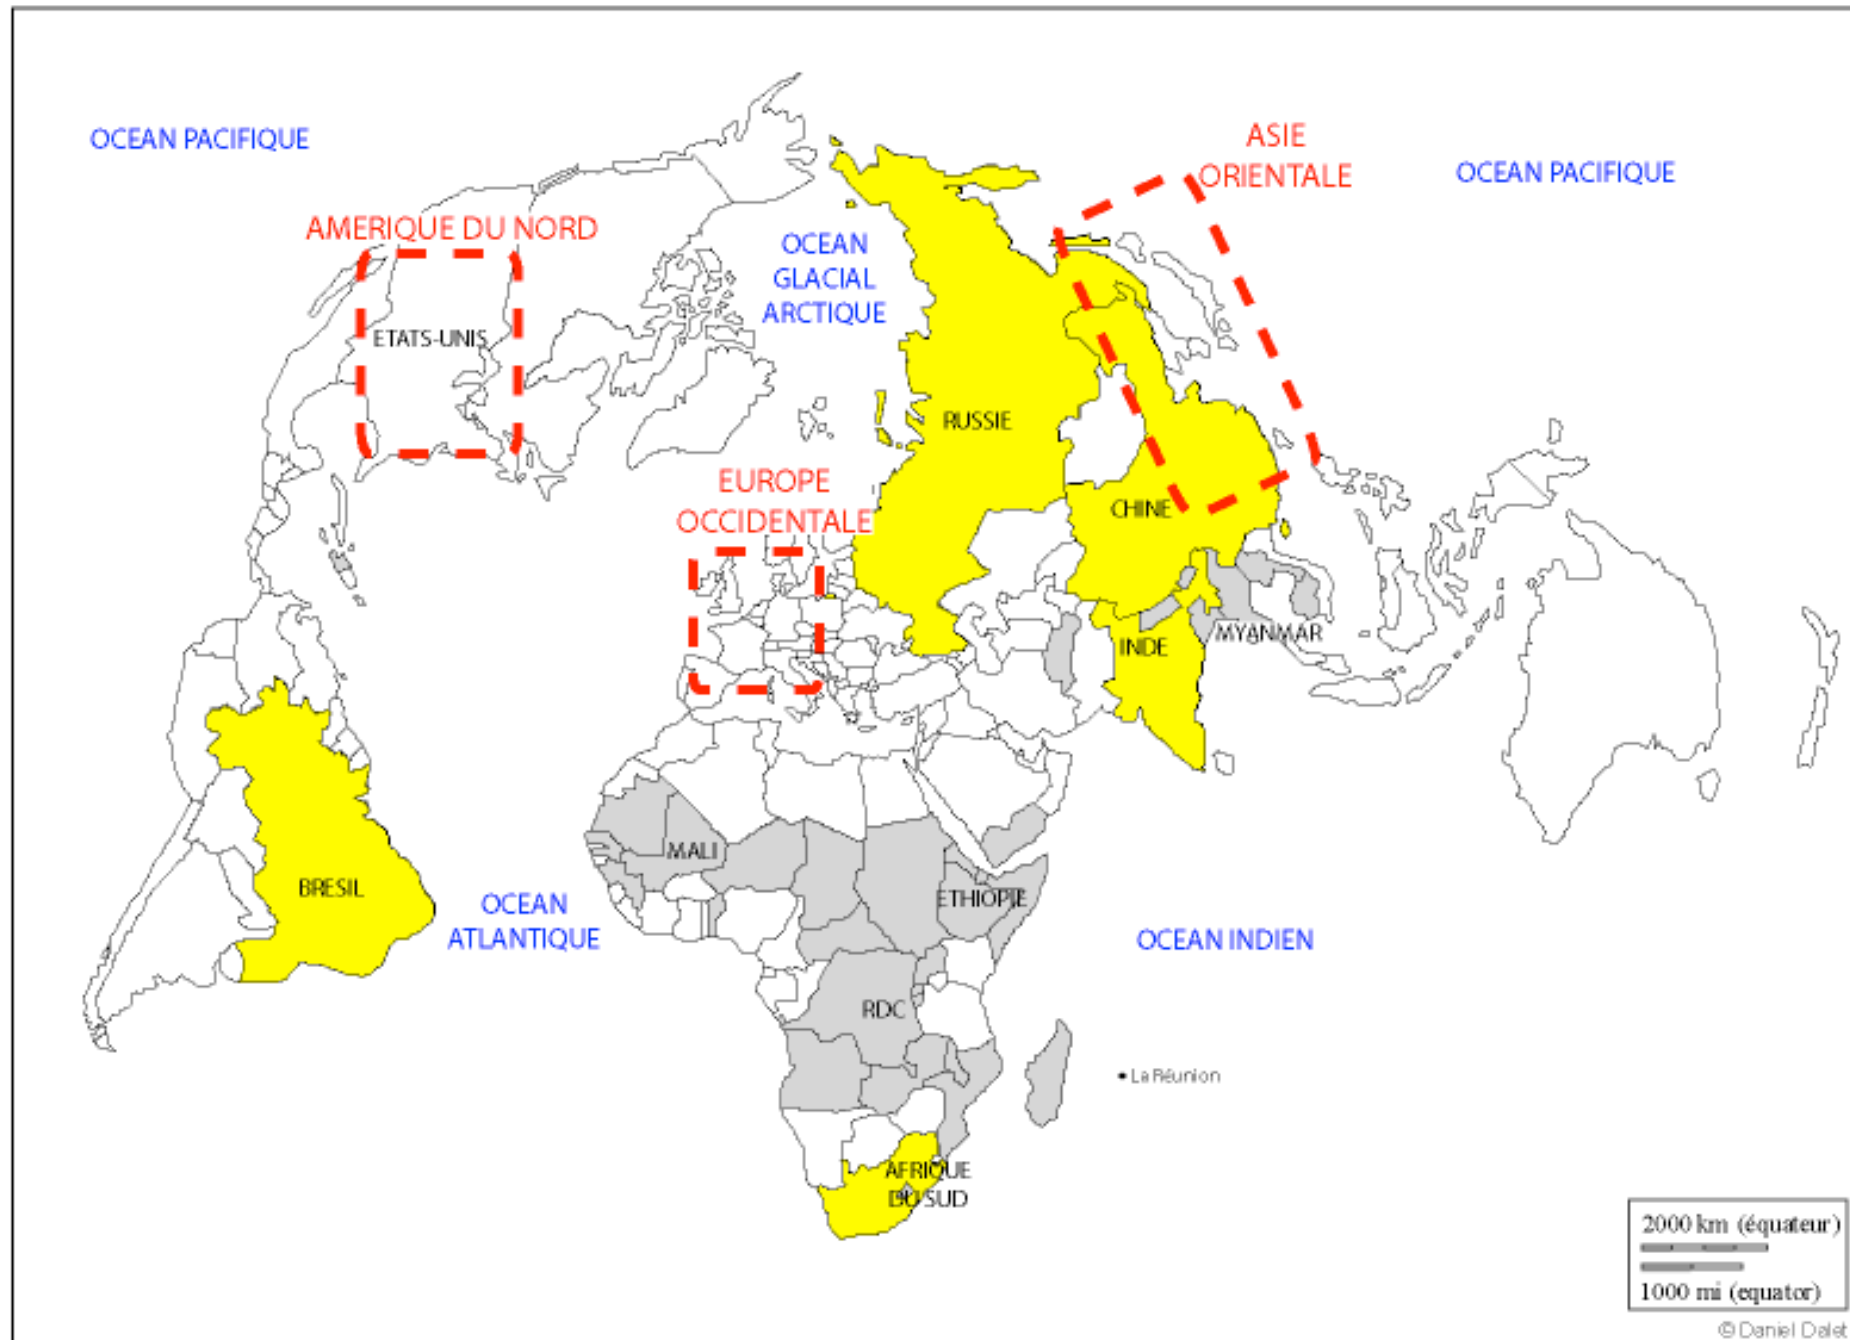 OCEAN PACIFIQUE
ASIE
ORIENTALE
OCEAN PACIFIQUE
AMERIQUE DU NORD
OCEAN
GLACIAL
ARCTIQUE
ETATS-UNIS
RUSSIE
EUROPE
OCCIDENTALE
CHINE
INDE
MYANMAR
MALI
BRESIL
ETHIOPIE
OCEAN
ATLANTIQUE
OCEAN INDIEN
RDC
La Réunion
AFRIQUE
DU SUD
2000 km (équateur)
1000 mi (equator)
© Daniel Dalet